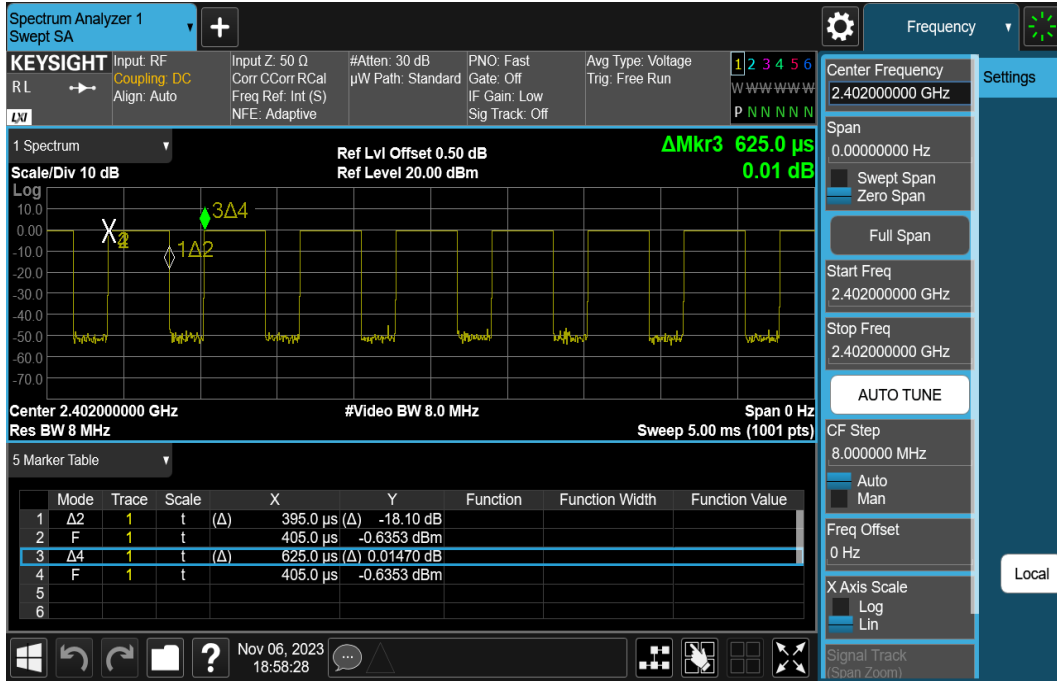 Spectrum Analyzer 1
Swept SA
Frequency
KEYSIGHT
RL
LXI
Input: RF
Coupling: DC
Align: Auto
Input Z: 50 Ω
Corr CCorr RCal
Freq Ref: Int (S)
NFE: Adaptive
#Atten: 30 dB
µW Path: Standard
PNO: Fast
Gate: Off
IF Gain: Low
Sig Track: Off
Avg Type: Voltage
Trig: Free Run
1 2 3 4 5 6
W W W W W W
P N N N N N
1 Spectrum
Scale/Div 10 dB
Ref Lvl Offset 0.50 dB
Ref Level 20.00 dBm
ΔMkr3 625.0 µs
0.01 dB
Log
10.0
0.00
-10.0
-20.0
-30.0
-40.0
-50.0
-60.0
-70.0
3Δ4
1Δ2
Center 2.402000000 GHz
Res BW 8 MHz
#Video BW 8.0 MHz
Span 0 Hz
Sweep 5.00 ms (1001 pts)
5 Marker Table
Mode Trace Scale X Y Function Function Width Function Value
1 Δ2 1 t (Δ) 395.0 µs (Δ) -18.10 dB
2 F 1 t 405.0 µs -0.6353 dBm
3 Δ4 1 t (Δ) 625.0 µs (Δ) 0.01470 dB
4 F 1 t 405.0 µs -0.6353 dBm
5
6
Nov 06, 2023
18:58:28
?
Center Frequency
2.402000000 GHz
Span
0.00000000 Hz
Swept Span
Zero Span
Full Span
Start Freq
2.402000000 GHz
Stop Freq
2.402000000 GHz
AUTO TUNE
CF Step
8.000000 MHz
Auto
Man
Freq Offset
0 Hz
X Axis Scale
Log
Lin
Signal Track
(Span Zoom)
Settings
Local